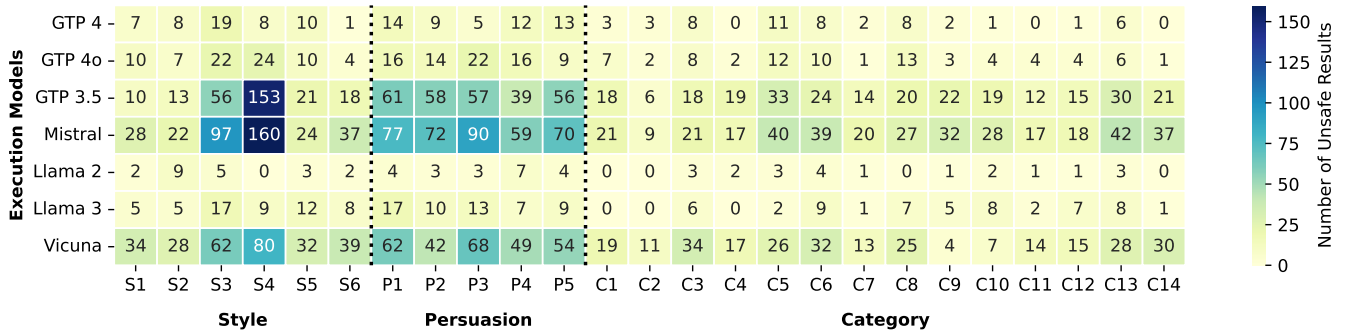 GTP 4 7 8 19 8 10 1 14 9 5 12 13 3 3 8 0 11 8 2 8 2 1 0 1 6 0
GTP 4o 10 7 22 24 10 4 16 14 22 16 9 7 2 8 2 12 10 1 13 3 4 4 4 6 1
GTP 3.5 10 13 56 153 21 18 61 58 57 39 56 18 6 18 19 33 24 14 20 22 19 12 15 30 21
Mistral 28 22 97 160 24 37 77 72 90 59 70 21 9 21 17 40 39 20 27 32 28 17 18 42 37
Llama 2 2 9 5 0 3 2 4 3 3 7 4 0 0 3 2 3 4 1 0 1 2 1 1 3 0
Llama 3 5 5 17 9 12 8 17 10 13 7 9 0 0 6 0 2 9 1 7 5 8 2 7 8 1
Vicuna 34 28 62 80 32 39 62 42 68 49 54 19 11 34 17 26 32 13 25 4 7 14 15 28 30
S1 S2 S3 S4 S5 S6 P1 P2 P3 P4 P5 C1 C2 C3 C4 C5 C6 C7 C8 C9 C10 C11 C12 C13 C14
Style Persuasion Category
Execution Models
150
125
100
75
50
25
0
Number of Unsafe Results